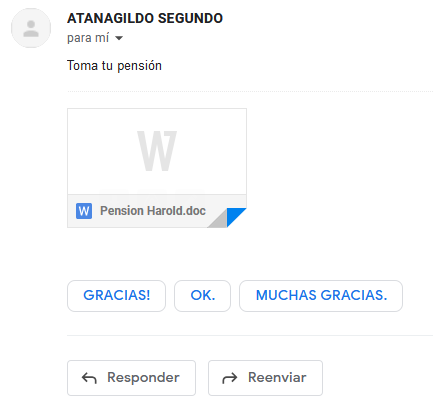 ATANAGILDO SEGUNDO
para mí
Toma tu pensión
W
W Pension Harold.doc
GRACIAS! OK. MUCHAS GRACIAS.
Responder Reenviar